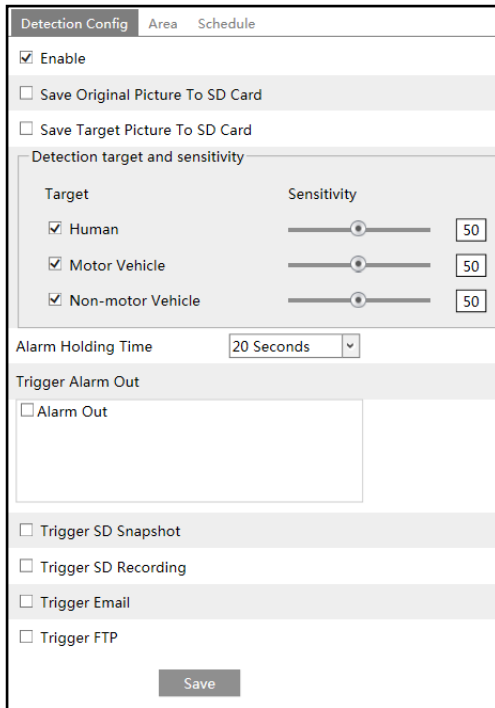 Detection Config Area Schedule
Enable
Save Original Picture To SD Card
Save Target Picture To SD Card
Detection target and sensitivity
Target Sensitivity
Human 50
Motor Vehicle 50
Non-motor Vehicle 50
Alarm Holding Time 20 Seconds
Trigger Alarm Out
Alarm Out
Trigger SD Snapshot
Trigger SD Recording
Trigger Email
Trigger FTP
Save